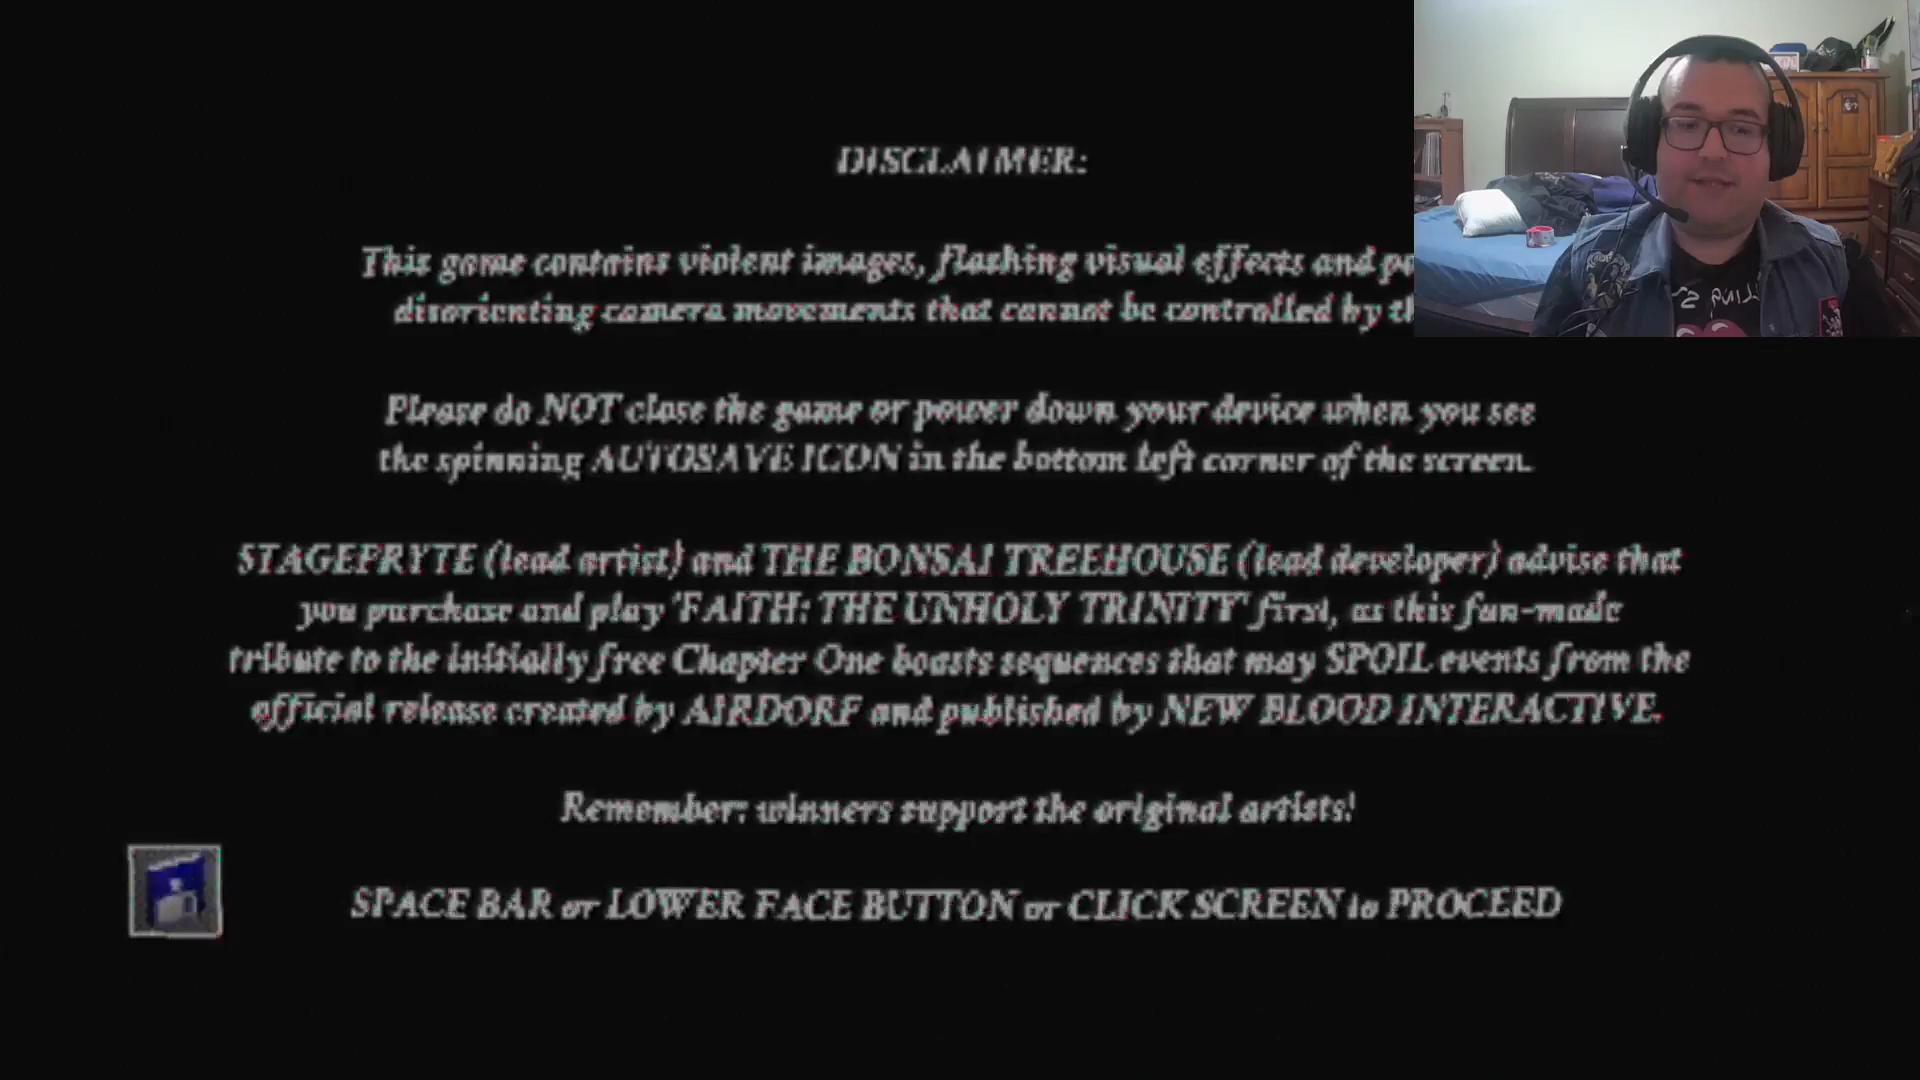 DISCLAIMER:
This game contains violent images, flashing visual effects and
disorienting camera movements that cannot be controlled by
Please do NOT close the game or power down your device when you see
the spinning AUTOSAVE ICON in the bottom left corner of the screen.
STAGEFRYTE (lead artist) and THE BONSAI TREEHOUSE (lead developer) advise that
you purchase and play 'FAITH: THE UNHOLY TRINITY' first, as this fan-made
tribute to the initially free Chapter One boasts sequences that may SPOIL events from the
official release created by AIRDORF and published by NEW BLOOD INTERACTIVE.
Remember: winners support the original artists!
SPACE BAR or LOWER FACE BUTTON or CLICK SCREEN to PROCEED